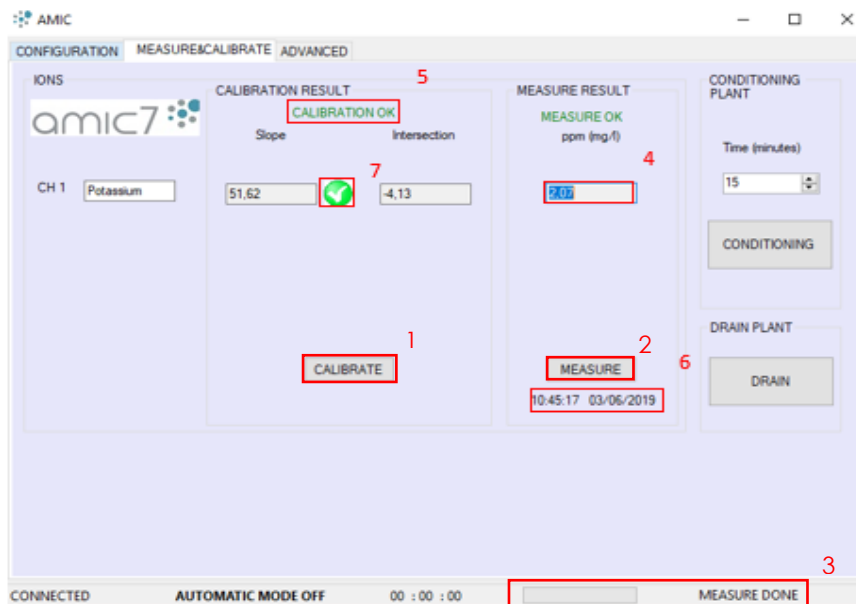 AMIC
CONFIGURATION MEASURE&CALIBRATE ADVANCED
IONS
amic7
CH 1 Potassium
CALIBRATION RESULT
5
CALIBRATION OK
Slope Intersection
7
51,62 -4,13
1
CALIBRATE
MEASURE RESULT
MEASURE OK
ppm (mg/l)
4
2,07
2
MEASURE
6
10:45:17 03/06/2019
CONDITIONING
PLANT
Time (minutes)
15
CONDITIONING
DRAIN PLANT
DRAIN
3
CONNECTED AUTOMATIC MODE OFF 00 : 00 : 00 MEASURE DONE